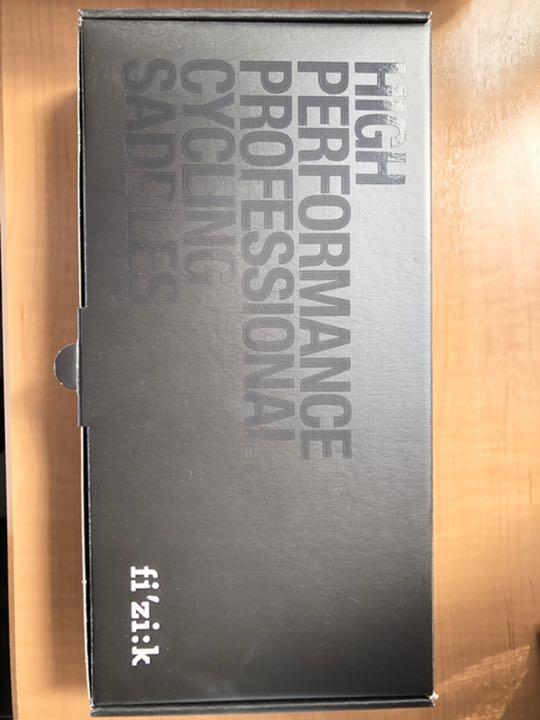 HIGH
PERFORMANCE
PROFESSIONAL
CYCLING
SADDLES
fi'zi:k